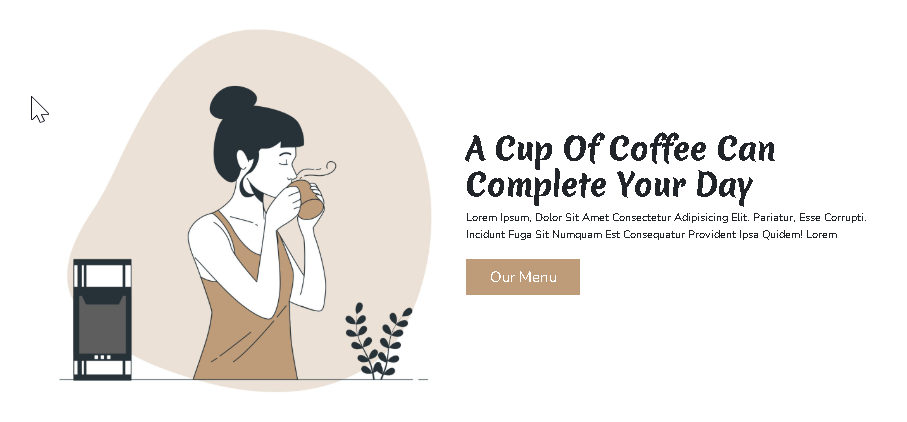 A Cup Of Coffee Can
Complete Your Day
Lorem Ipsum, Dolor Sit Amet Consectetur Adipisicing Elit. Pariatur, Esse Corrupti.
Incidunt Fuga Sit Numquam Est Consequatur Provident Ipsa Quidem! Lorem
Our Menu